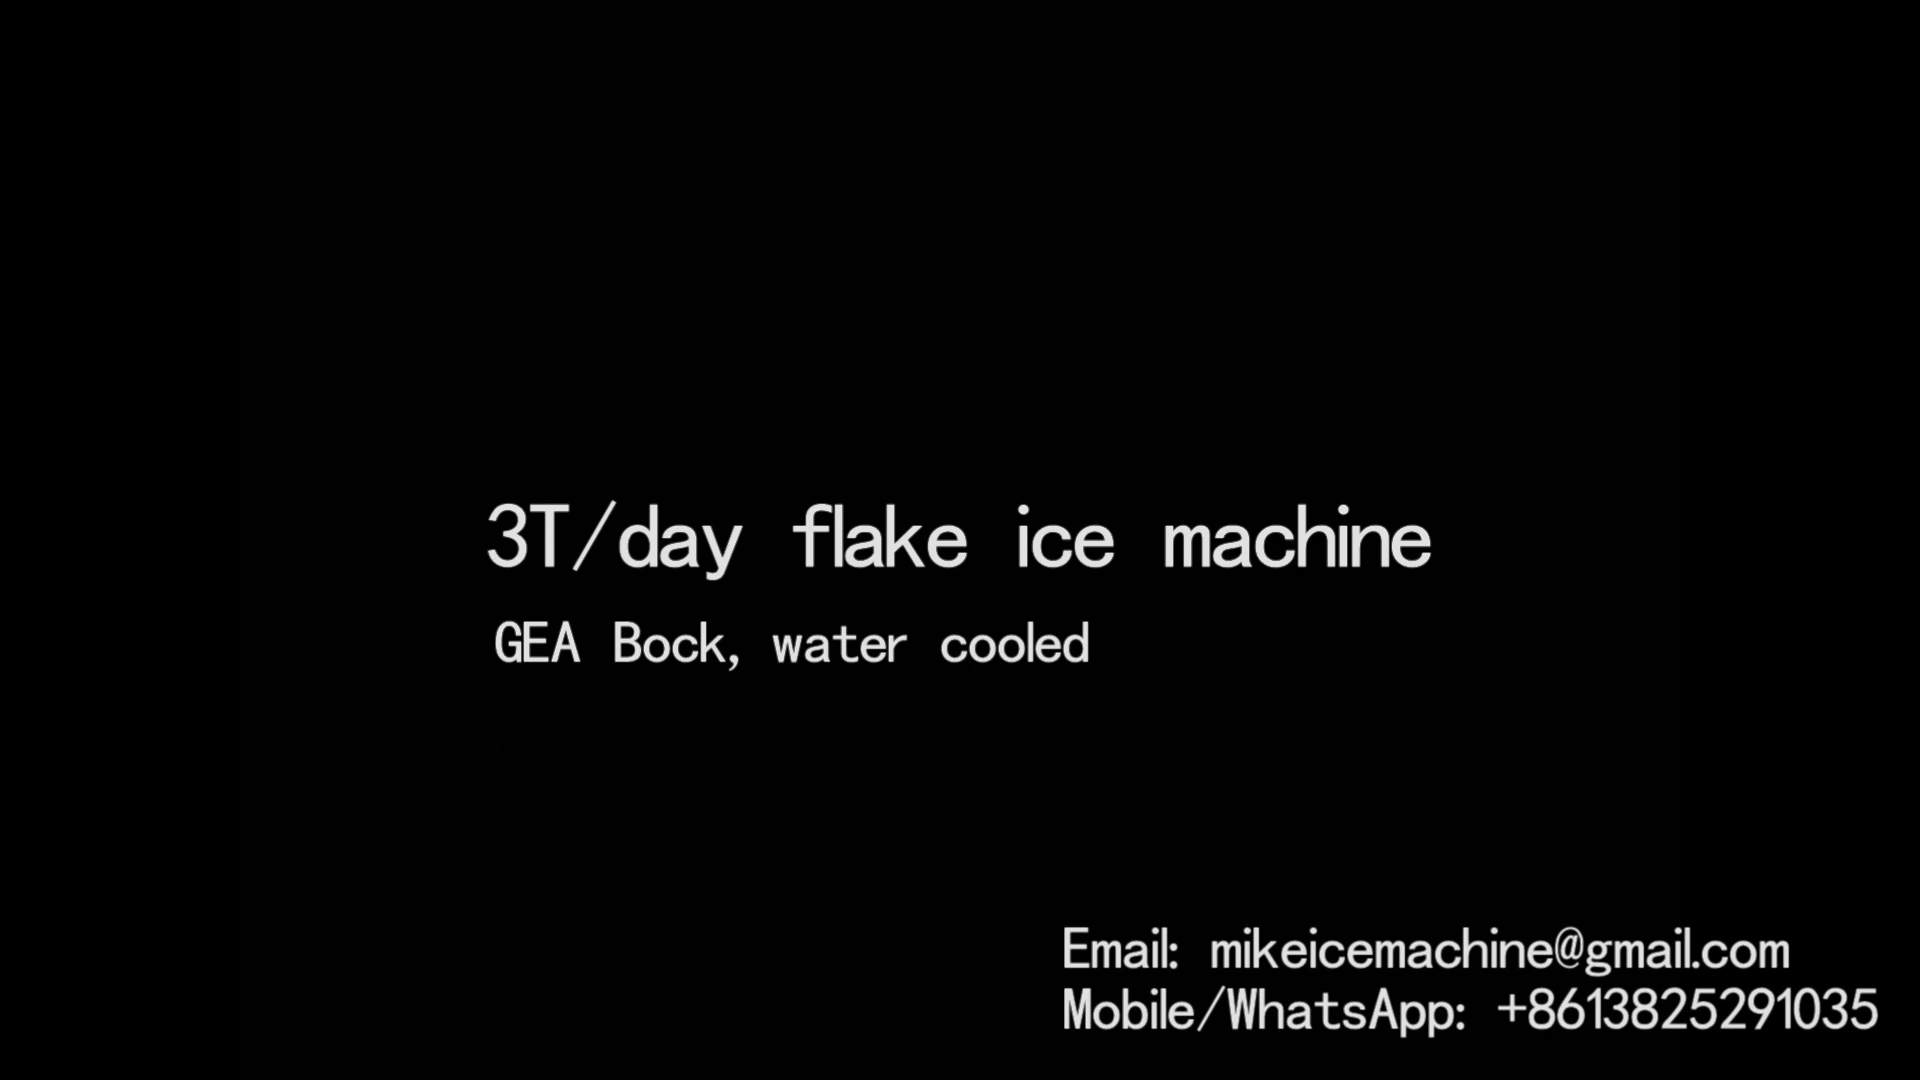 3T/day flake ice machine
GEA Bock, water cooled
Email: mikeicemachine@gmail.com
Mobile/WhatsApp: +8613825291035